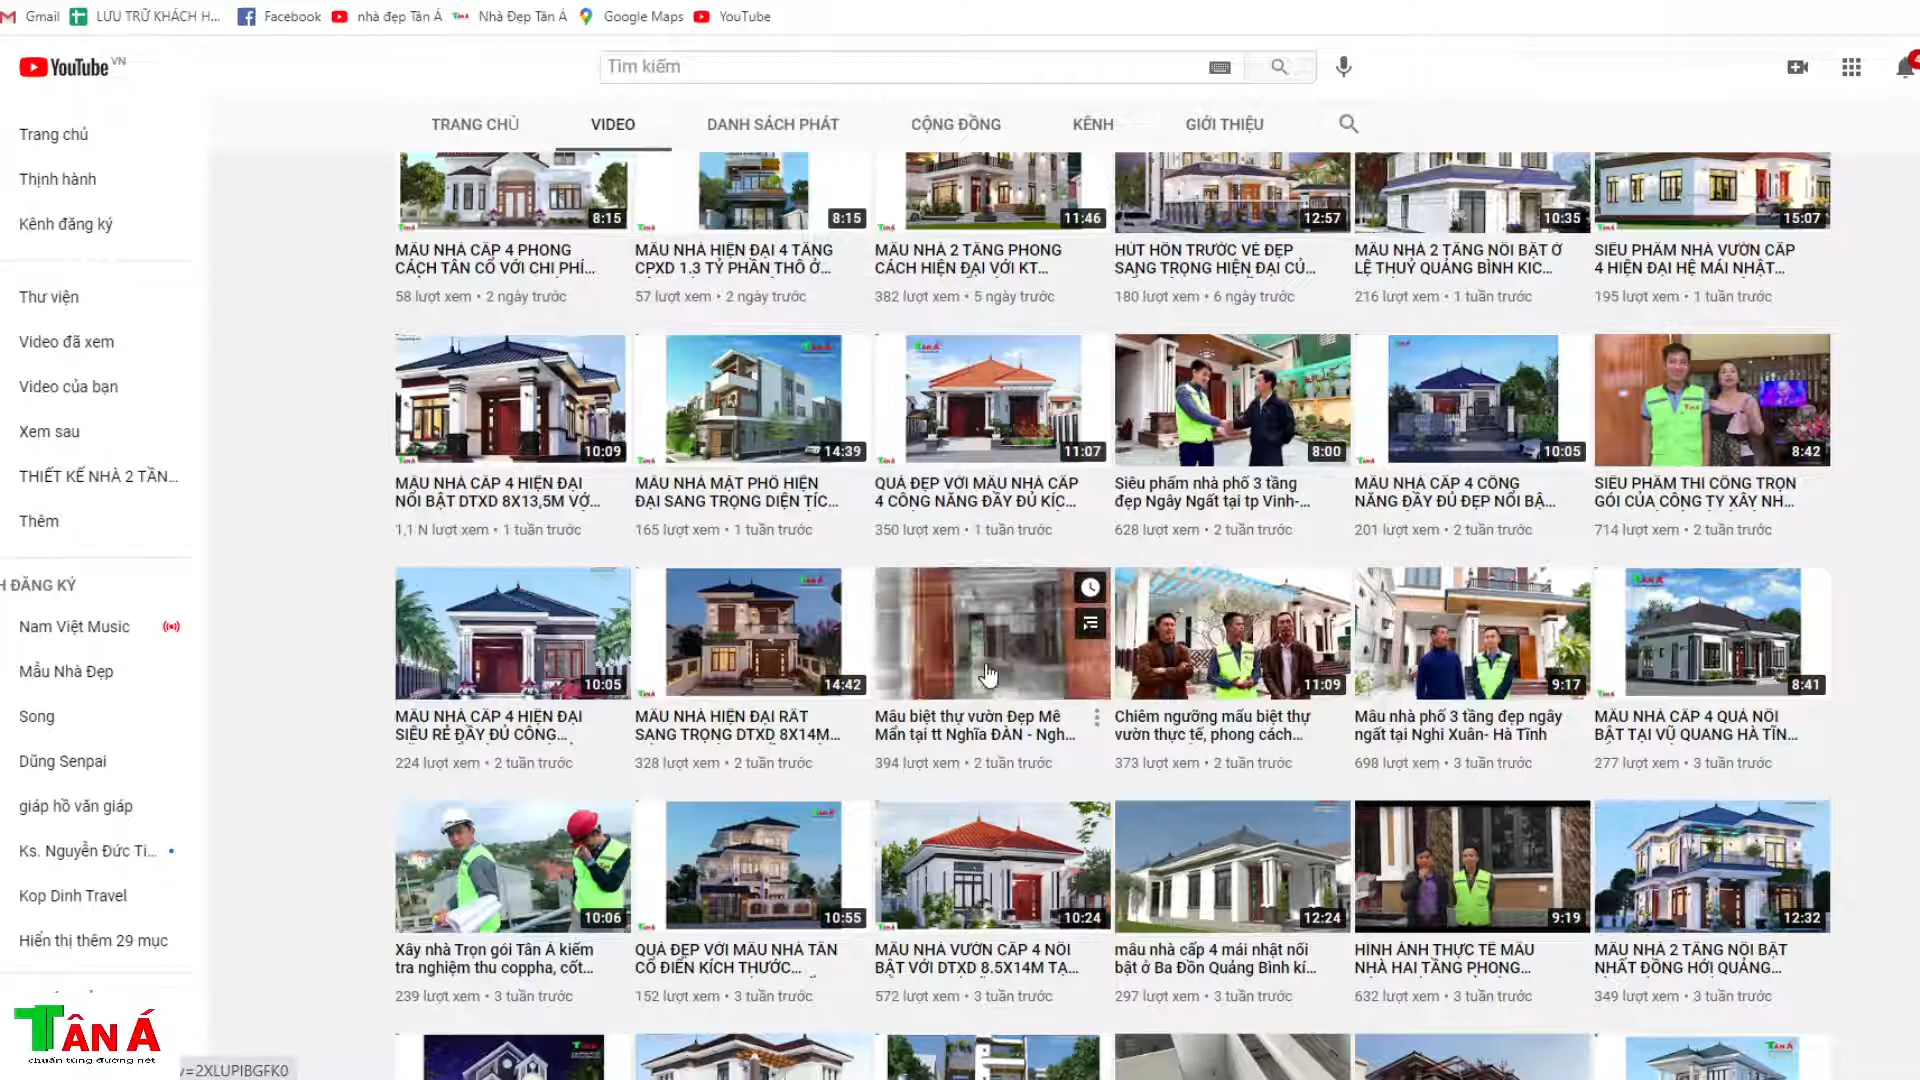 Gmail LƯU TRỮ KHÁCH H... Facebook nhà đẹp Tân Á Nhà Đẹp Tân Á Google Maps YouTube
YouTube VN
Tìm kiếm
TRANG CHỦ VIDEO DANH SÁCH PHÁT CỘNG ĐỒNG KÊNH GIỚI THIỆU
Trang chủ
Thịnh hành
Kênh đăng ký
Thư viện
Video đã xem
Video của bạn
Xem sau
THIẾT KẾ NHÀ 2 TẦN...
Thêm
H ĐĂNG KÝ
Nam Việt Music
Mẫu Nhà Đẹp
Song
Dũng Senpai
giáp hồ văn giáp
Ks. Nguyễn Đức Ti...
Kop Dinh Travel
Hiển thị thêm 29 mục
8:15 8:15 11:46 12:57 10:35 15:07
MẪU NHÀ CẤP 4 PHONG
CÁCH TÂN CỔ VỚI CHI PHÍ...
58 lượt xem • 2 ngày trước
MẪU NHÀ HIỆN ĐẠI 4 TẦNG
CPXD 1.3 TỶ PHẦN THÔ Ở...
57 lượt xem • 2 ngày trước
MẪU NHÀ 2 TẦNG PHONG
CÁCH HIỆN ĐẠI VỚI KT...
382 lượt xem • 5 ngày trước
HÚT HỒN TRƯỚC VẺ ĐẸP
SANG TRỌNG HIỆN ĐẠI CỦ...
180 lượt xem • 6 ngày trước
MẪU NHÀ 2 TẦNG NỔI BẬT Ở
LỆ THUỶ QUẢNG BÌNH KIC...
216 lượt xem • 1 tuần trước
SIÊU PHẨM NHÀ VƯỜN CẤP
4 HIỆN ĐẠI HỆ MÁI NHẬT...
195 lượt xem • 1 tuần trước
10:09 14:39 11:07 8:00 10:05 8:42
MẪU NHÀ CẤP 4 HIỆN ĐẠI
NỔI BẬT DTXD 8X13,5M VỚ...
1,1 N lượt xem • 1 tuần trước
MẪU NHÀ MẶT PHỐ HIỆN
ĐẠI SANG TRỌNG DIỆN TÍC...
165 lượt xem • 1 tuần trước
QUÁ ĐẸP VỚI MẪU NHÀ CẤP
4 CÔNG NĂNG ĐẦY ĐỦ KÍC...
350 lượt xem • 1 tuần trước
Siêu phẩm nhà phố 3 tầng
đẹp Ngây Ngất tại tp Vinh-...
628 lượt xem • 2 tuần trước
MẪU NHÀ CẤP 4 CÔNG
NĂNG ĐẦY ĐỦ ĐẸP NỔI BẬ...
201 lượt xem • 2 tuần trước
SIÊU PHẨM THI CÔNG TRỌN
GÓI CỦA CÔNG TY XÂY NH...
714 lượt xem • 2 tuần trước
10:05 14:42 11:09 9:17 8:41
MẪU NHÀ CẤP 4 HIỆN ĐẠI
SIÊU RẺ ĐẦY ĐỦ CÔNG...
224 lượt xem • 2 tuần trước
MẪU NHÀ HIỆN ĐẠI RẤT
SANG TRỌNG DTXD 8X14M...
328 lượt xem • 2 tuần trước
Mẫu biệt thự vườn Đẹp Mê
Mẩn tại tt Nghĩa ĐÀN - Ngh...
394 lượt xem • 2 tuần trước
Chiêm ngưỡng mẫu biệt thự
vườn thực tế, phong cách...
373 lượt xem • 2 tuần trước
Mẫu nhà phố 3 tầng đẹp ngây
ngất tại Nghi Xuân- Hà Tĩnh
698 lượt xem • 3 tuần trước
MẪU NHÀ CẤP 4 QUÁ NỔI
BẬT TẠI VŨ QUANG HÀ TĨN...
277 lượt xem • 3 tuần trước
10:06 10:55 10:24 12:24 9:19 12:32
Xây nhà Trọn gói Tân Á kiểm
tra nghiệm thu coppha, cốt...
239 lượt xem • 3 tuần trước
QUÁ ĐẸP VỚI MẪU NHÀ TÂN
CỔ ĐIỂN KÍCH THƯỚC...
152 lượt xem • 3 tuần trước
MẪU NHÀ VƯỜN CẤP 4 NỔI
BẬT VỚI DTXD 8.5X14M TẠ...
572 lượt xem • 3 tuần trước
mẫu nhà cấp 4 mái nhật nổi
bật ở Ba Đồn Quảng Bình kí...
297 lượt xem • 3 tuần trước
HÌNH ẢNH THỰC TẾ MẪU
NHÀ HAI TẦNG PHONG...
632 lượt xem • 3 tuần trước
MẪU NHÀ 2 TẦNG NỔI BẬT
NHẤT ĐỒNG HỚI QUẢNG...
349 lượt xem • 3 tuần trước
TÂN Á
chuẩn từng đường nét
v=2XLUPIBGFK0